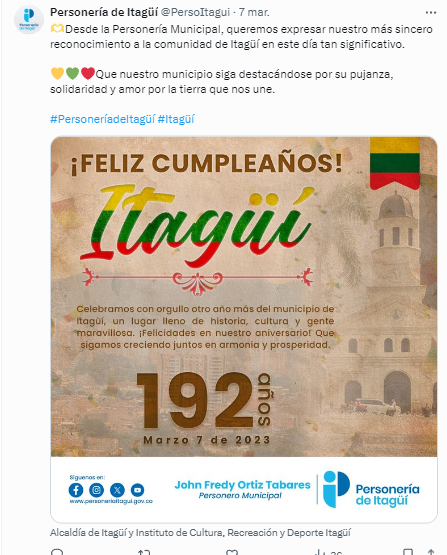 Personería de Itagüí @PersoItagui · 7 mar.
Desde la Personería Municipal, queremos expresar nuestro más sincero
reconocimiento a la comunidad de Itagüí en este día tan significativo.
Que nuestro municipio siga destacándose por su pujanza,
solidaridad y amor por la tierra que nos une.
#PersoneríadeItagüí #Itagüí
¡FELIZ CUMPLEAÑOS!
Itagüí
Celebramos con orgullo otro año más del municipio de
Itagüí, un lugar lleno de historia, cultura y gente
maravillosa. ¡Felicidades en nuestro aniversario! Que
sigamos creciendo juntos en armonía y prosperidad.
192 años
Marzo 7 de 2023
Síguenos en:
www.personeriaitagui.gov.co
John Fredy Ortiz Tabares
Personero Municipal
Personería
de Itagüí
Alcaldía de Itagüí y Instituto de Cultura, Recreación y Deporte Itagüí